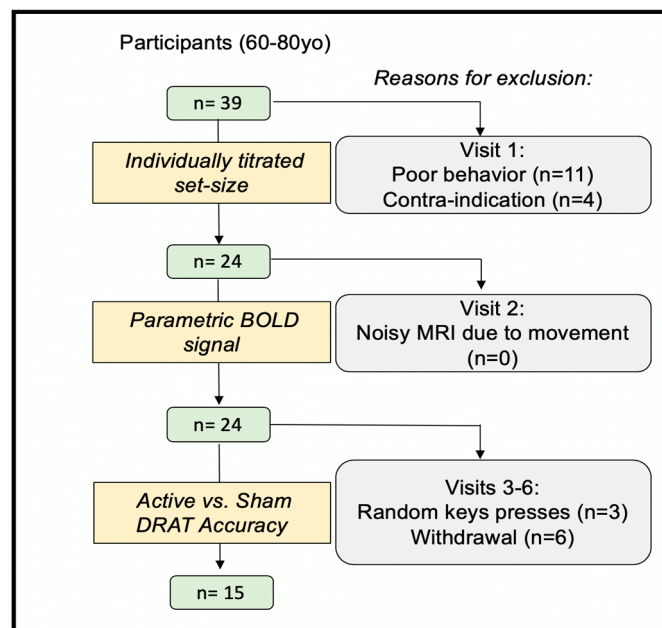 Participants (60-80yo)
Reasons for exclusion:
n= 39
Visit 1:
Poor behavior (n=11)
Contra-indication (n=4)
Individually titrated
set-size
n= 24
Visit 2:
Noisy MRI due to movement
(n=0)
Parametric BOLD
signal
n= 24
Visits 3-6:
Random keys presses (n=3)
Withdrawal (n=6)
Active vs. Sham
DRAT Accuracy
n= 15